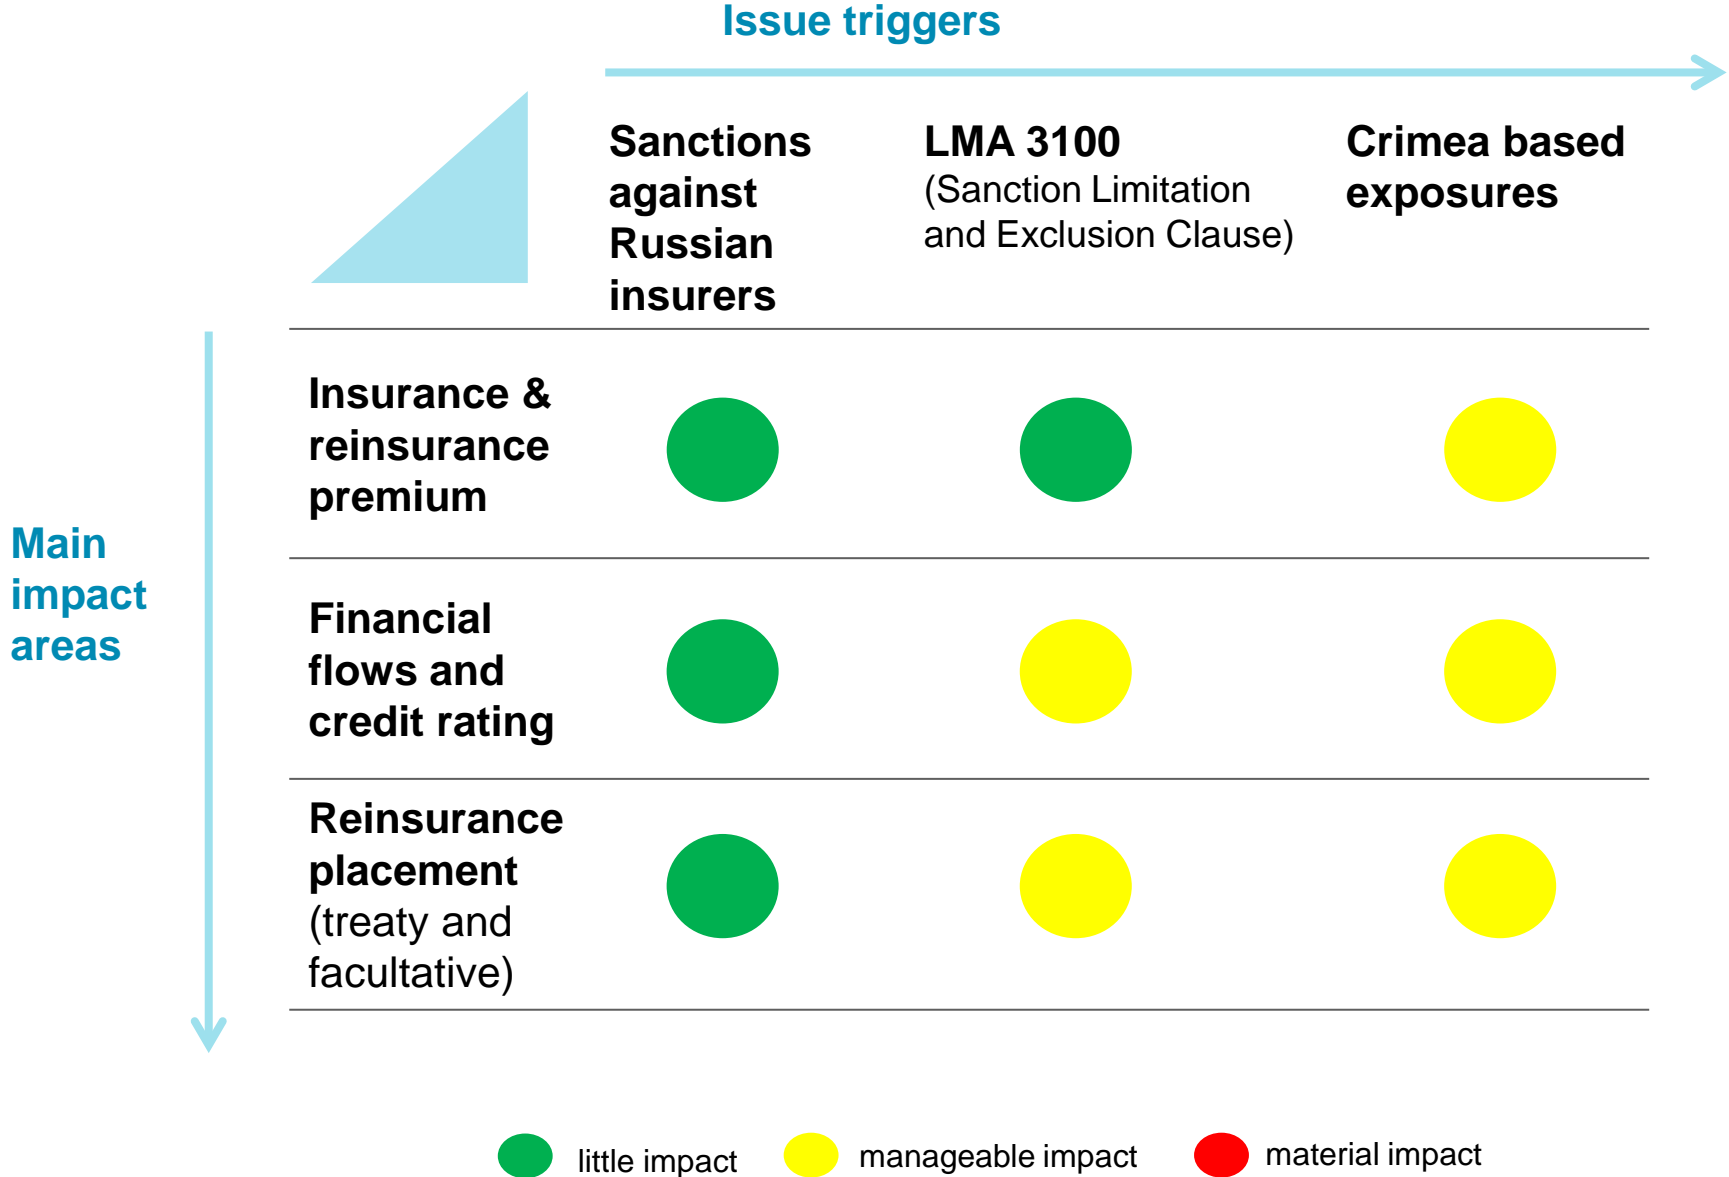 Issue triggers
Sanctions
against
Russian
insurers
LMA 3100
(Sanction Limitation
and Exclusion Clause)
Crimea based
exposures
Main
impact
areas
Insurance &
reinsurance
premium
Financial
flows and
credit rating
Reinsurance
placement
(treaty and
facultative)
little impact
manageable impact
material impact